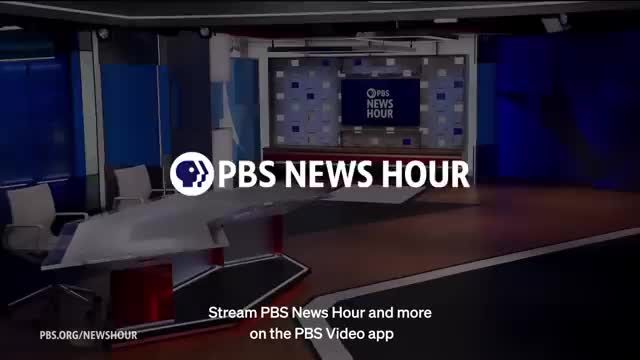 PBS
NEWS
HOUR
PBS NEWS HOUR
Stream PBS News Hour and more
on the PBS Video app
PBS.ORG/NEWSHOUR